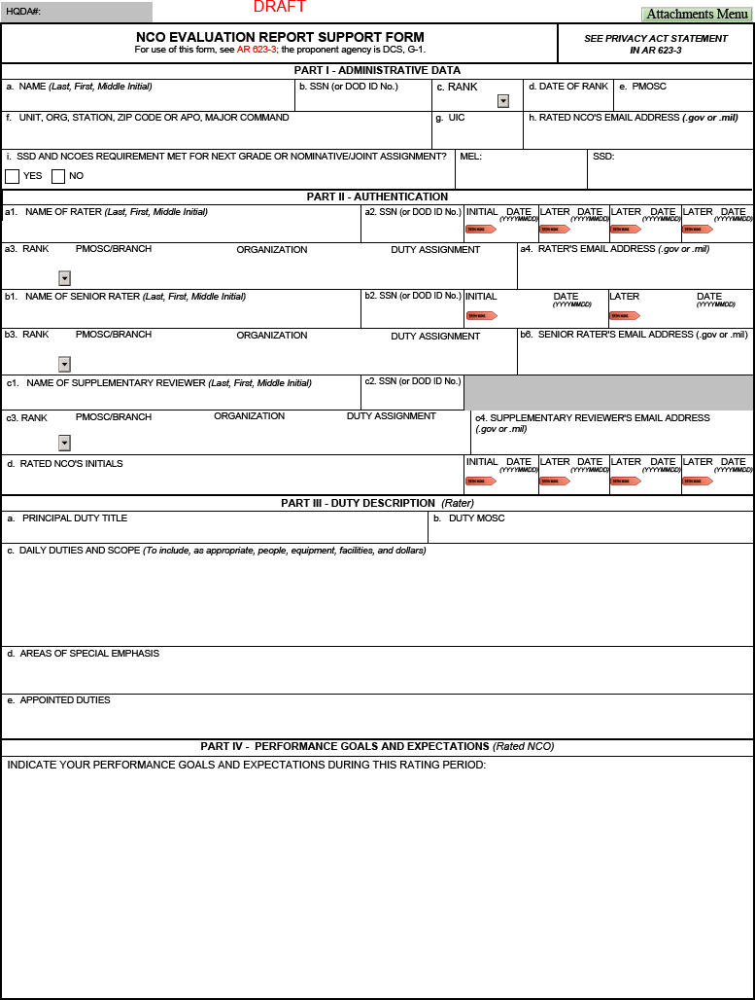 HQDA#:
DRAFT
Attachments Menu
NCO EVALUATION REPORT SUPPORT FORM
For use of this form, see AR 623-3; the proponent agency is DCS, G-1.
SEE PRIVACY ACT STATEMENT
IN AR 623-3
PART I - ADMINISTRATIVE DATA
a. NAME (Last, First, Middle Initial)
b. SSN (or DOD ID No.)
c. RANK
d. DATE OF RANK
e. PMOSC
f. UNIT, ORG, STATION, ZIP CODE OR APO, MAJOR COMMAND
g. UIC
h. RATED NCO'S EMAIL ADDRESS (.gov or .mil)
i. SSD AND NCOES REQUIREMENT MET FOR NEXT GRADE OR NOMINATIVE/JOINT ASSIGNMENT?
YES NO
MEL:
SSD:
PART II - AUTHENTICATION
a1. NAME OF RATER (Last, First, Middle Initial)
a2. SSN (or DOD ID No.)
INITIAL DATE LATER DATE LATER DATE LATER DATE
(YYYYMMDD) (YYYYMMDD) (YYYYMMDD) (YYYYMMDD)
a3. RANK PMOSC/BRANCH ORGANIZATION DUTY ASSIGNMENT
a4. RATER'S EMAIL ADDRESS (.gov or .mil)
b1. NAME OF SENIOR RATER (Last, First, Middle Initial)
b2. SSN (or DOD ID No.)
INITIAL DATE LATER DATE
(YYYYMMDD) (YYYYMMDD)
b3. RANK PMOSC/BRANCH ORGANIZATION DUTY ASSIGNMENT
b6. SENIOR RATER'S EMAIL ADDRESS (.gov or .mil)
c1. NAME OF SUPPLEMENTARY REVIEWER (Last, First, Middle Initial)
c2. SSN (or DOD ID No.)
c3. RANK PMOSC/BRANCH ORGANIZATION DUTY ASSIGNMENT
c4. SUPPLEMENTARY REVIEWER'S EMAIL ADDRESS
(.gov or .mil)
d. RATED NCO'S INITIALS
INITIAL DATE LATER DATE LATER DATE LATER DATE
(YYYYMMDD) (YYYYMMDD) (YYYYMMDD) (YYYYMMDD)
PART III - DUTY DESCRIPTION (Rater)
a. PRINCIPAL DUTY TITLE
b. DUTY MOSC
c. DAILY DUTIES AND SCOPE (To include, as appropriate, people, equipment, facilities, and dollars)
d. AREAS OF SPECIAL EMPHASIS
e. APPOINTED DUTIES
PART IV - PERFORMANCE GOALS AND EXPECTATIONS (Rated NCO)
INDICATE YOUR PERFORMANCE GOALS AND EXPECTATIONS DURING THIS RATING PERIOD: